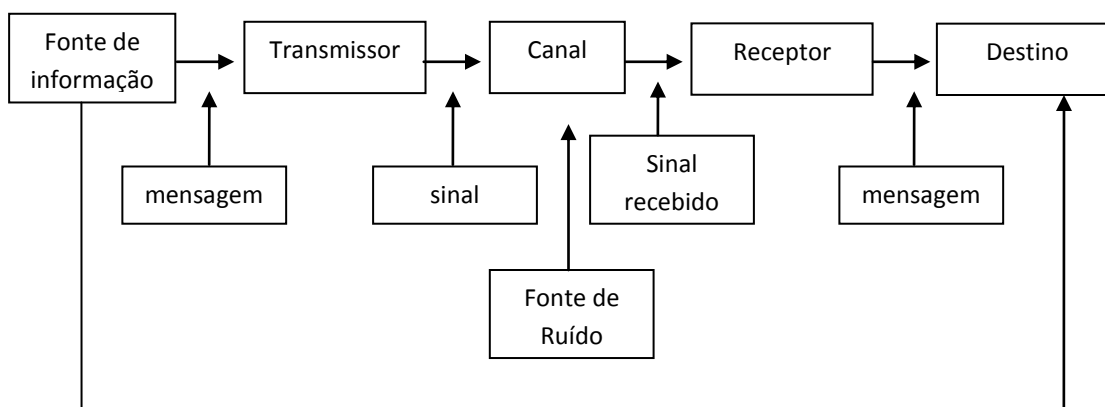 Fonte de
informação
Transmissor
Canal
Receptor
Destino
mensagem
sinal
Sinal
recebido
mensagem
Fonte de
Ruído